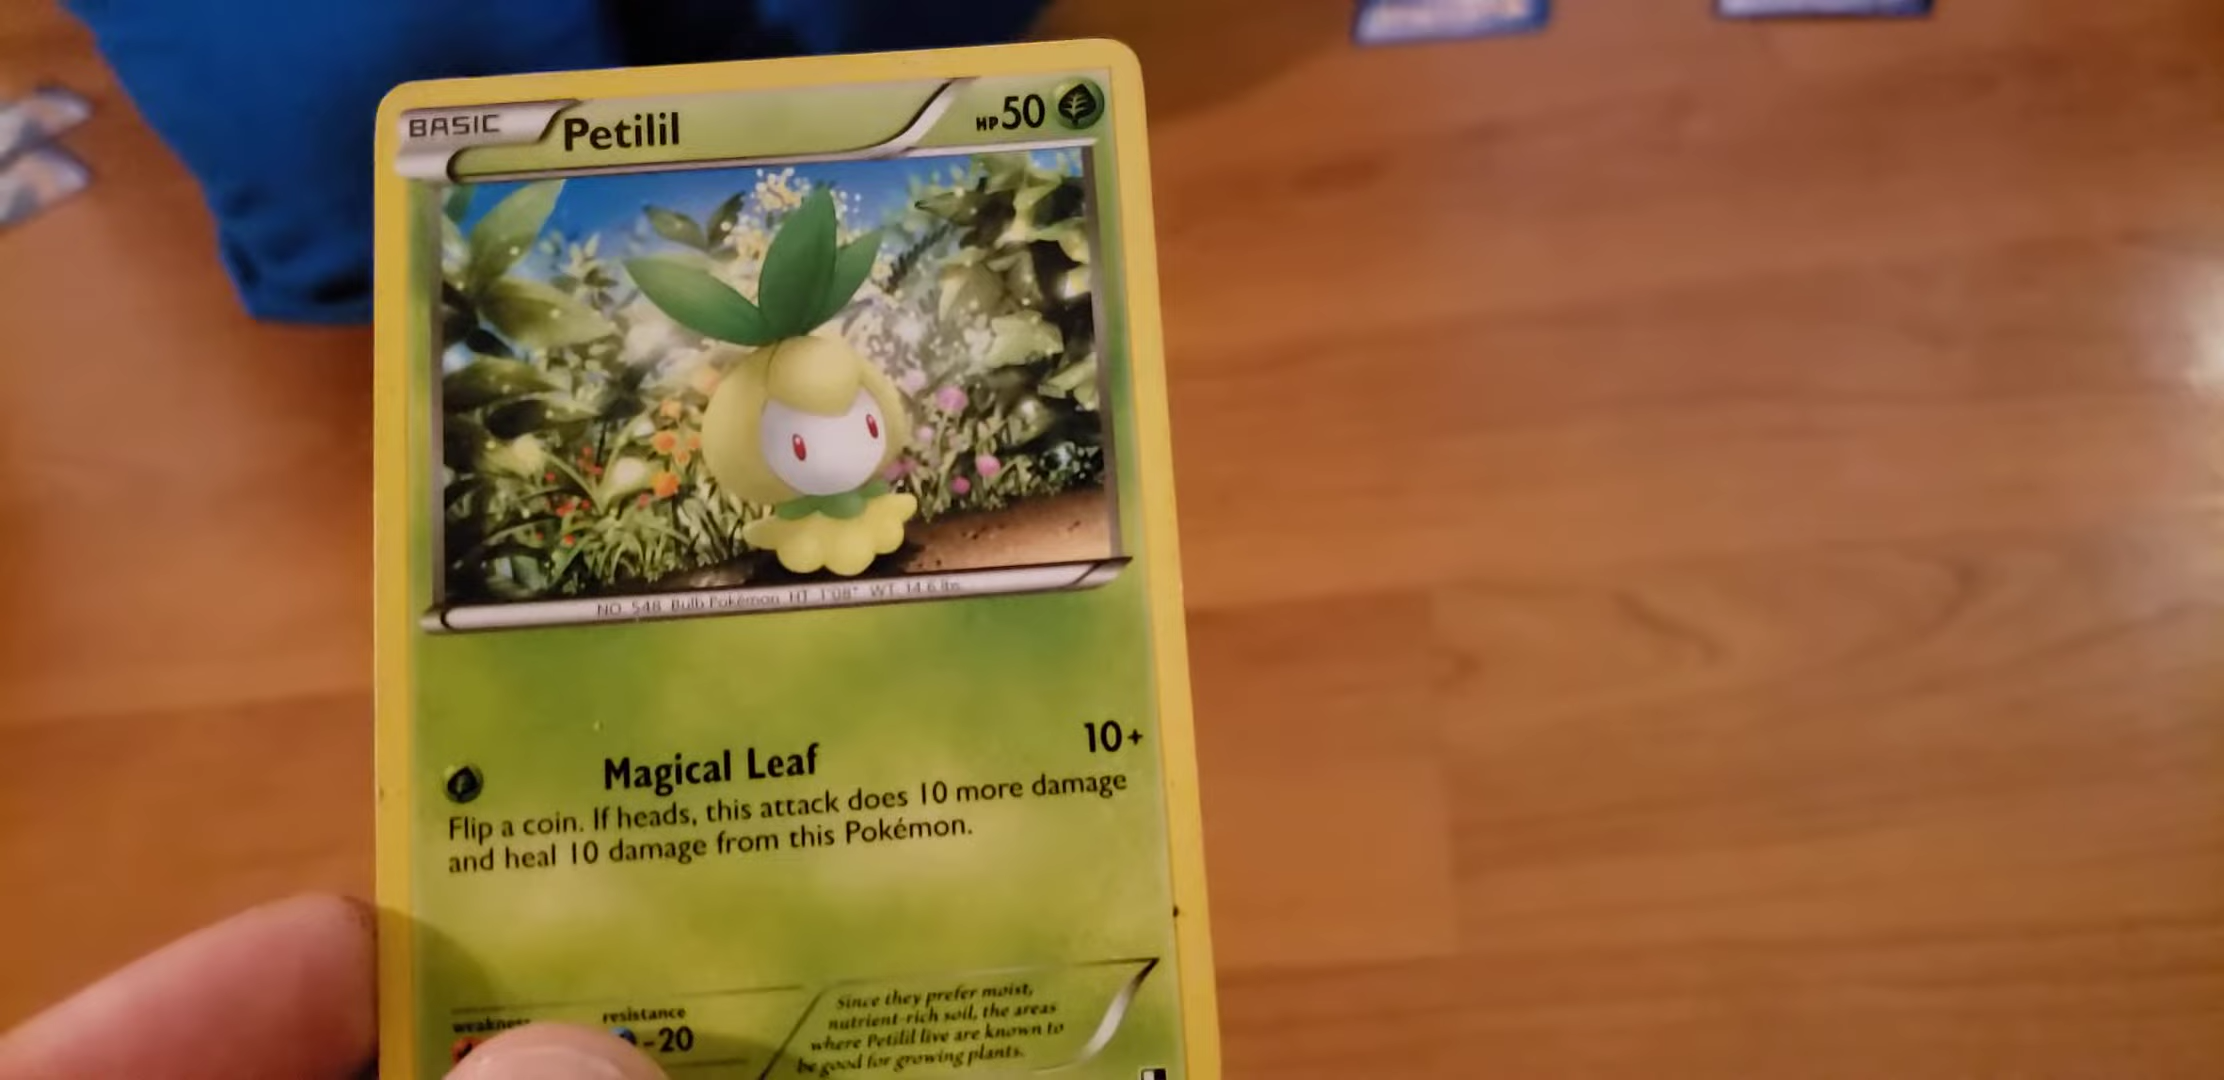 BASIC Petilil HP50
NO. 548 Bulb Pokémon HT 1'08" WT. 14.6 lbs.
Magical Leaf 10+
Flip a coin. If heads, this attack does 10 more damage
and heal 10 damage from this Pokémon.
weakness resistance
-20
Since they prefer moist,
nutrient-rich soil, the areas
where Petilil live are known to
be good for growing plants.